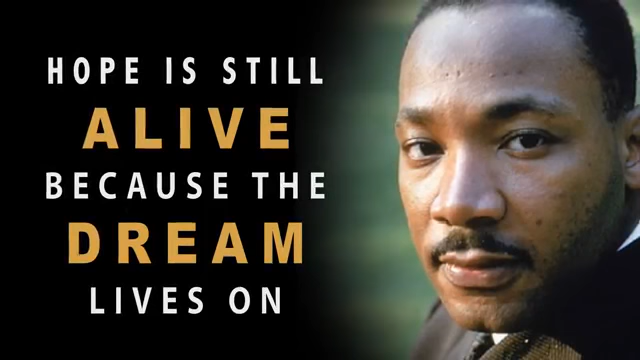 HOPE IS STILL
ALIVE
BECAUSE THE
DREAM
LIVES ON